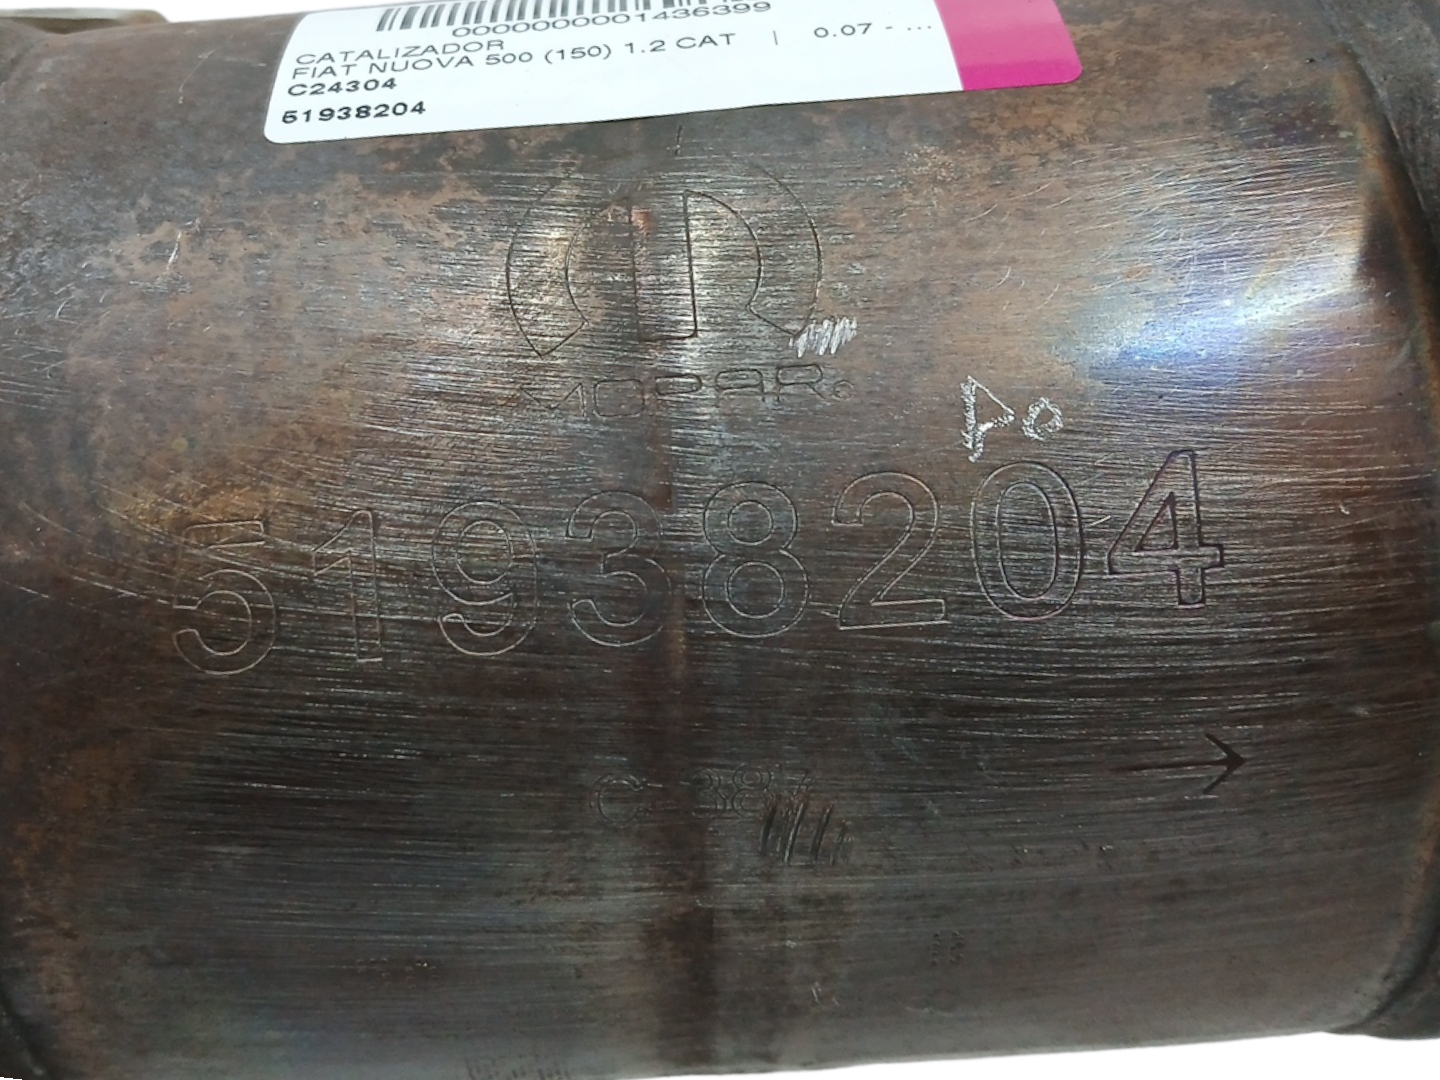 0000000001436399
CATALIZADOR
FIAT NUOVA 500 (150) 1.2 CAT | 0.07 - ...
C24304
51938204
MOPAR
51938204